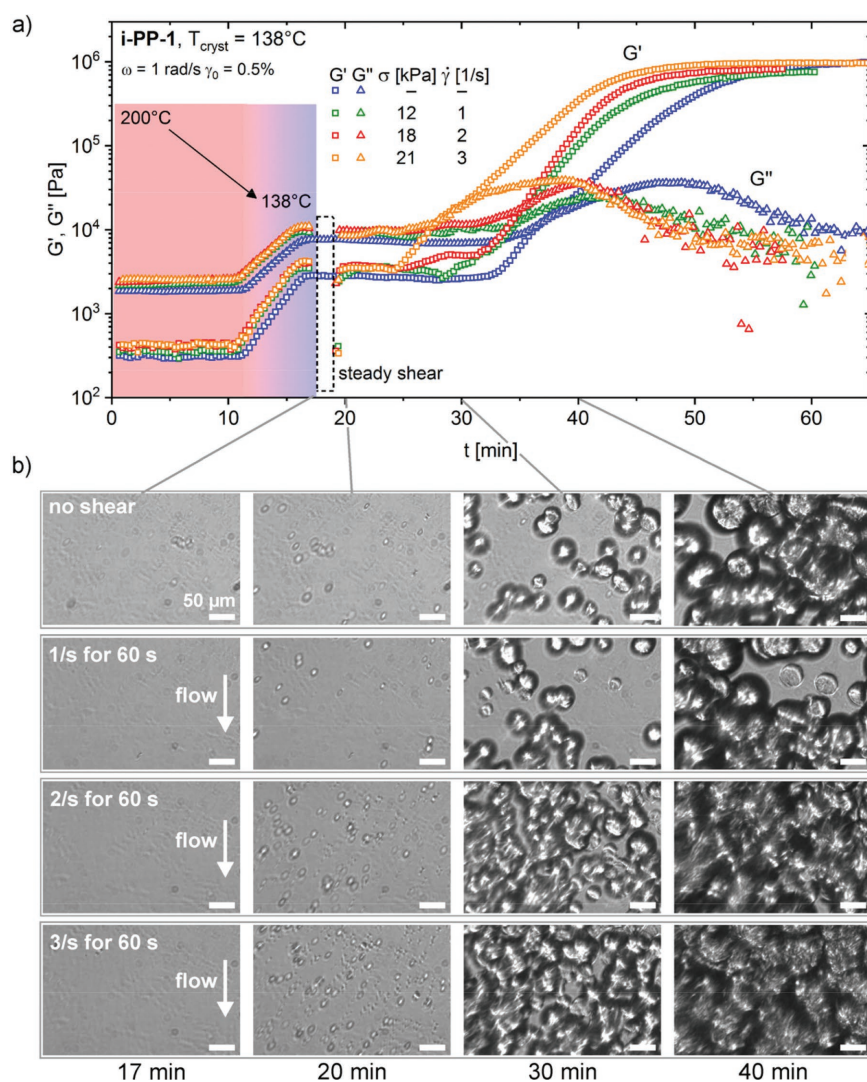 a)
i-PP-1, T_cryst = 138°C
ω = 1 rad/s γ₀ = 0.5%
G' G" σ [kPa] γ̇ [1/s]
– –
12 1
18 2
21 3
200°C
138°C
G'
G"
steady shear
10⁶
10⁵
10⁴
10³
10²
G', G" [Pa]
0 10 20 30 40 50 60
t [min]
b)
no shear
50 µm
1/s for 60 s
flow
2/s for 60 s
flow
3/s for 60 s
flow
17 min 20 min 30 min 40 min